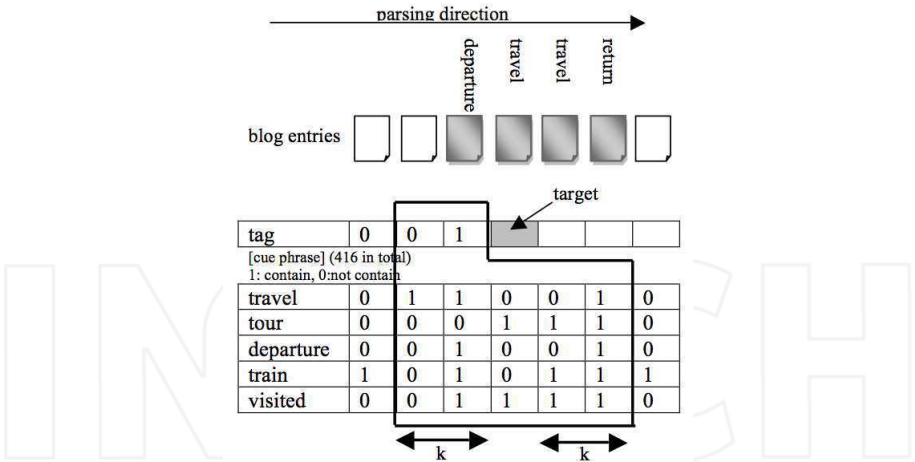 parsing direction
departure travel travel return
blog entries
target
tag 0 0 1
[cue phrase] (416 in total)
1: contain, 0:not contain
travel 0 1 1 0 0 1 0
tour 0 0 0 1 1 1 0
departure 0 0 1 0 0 1 0
train 1 0 1 0 1 1 1
visited 0 0 1 1 1 1 0
k k